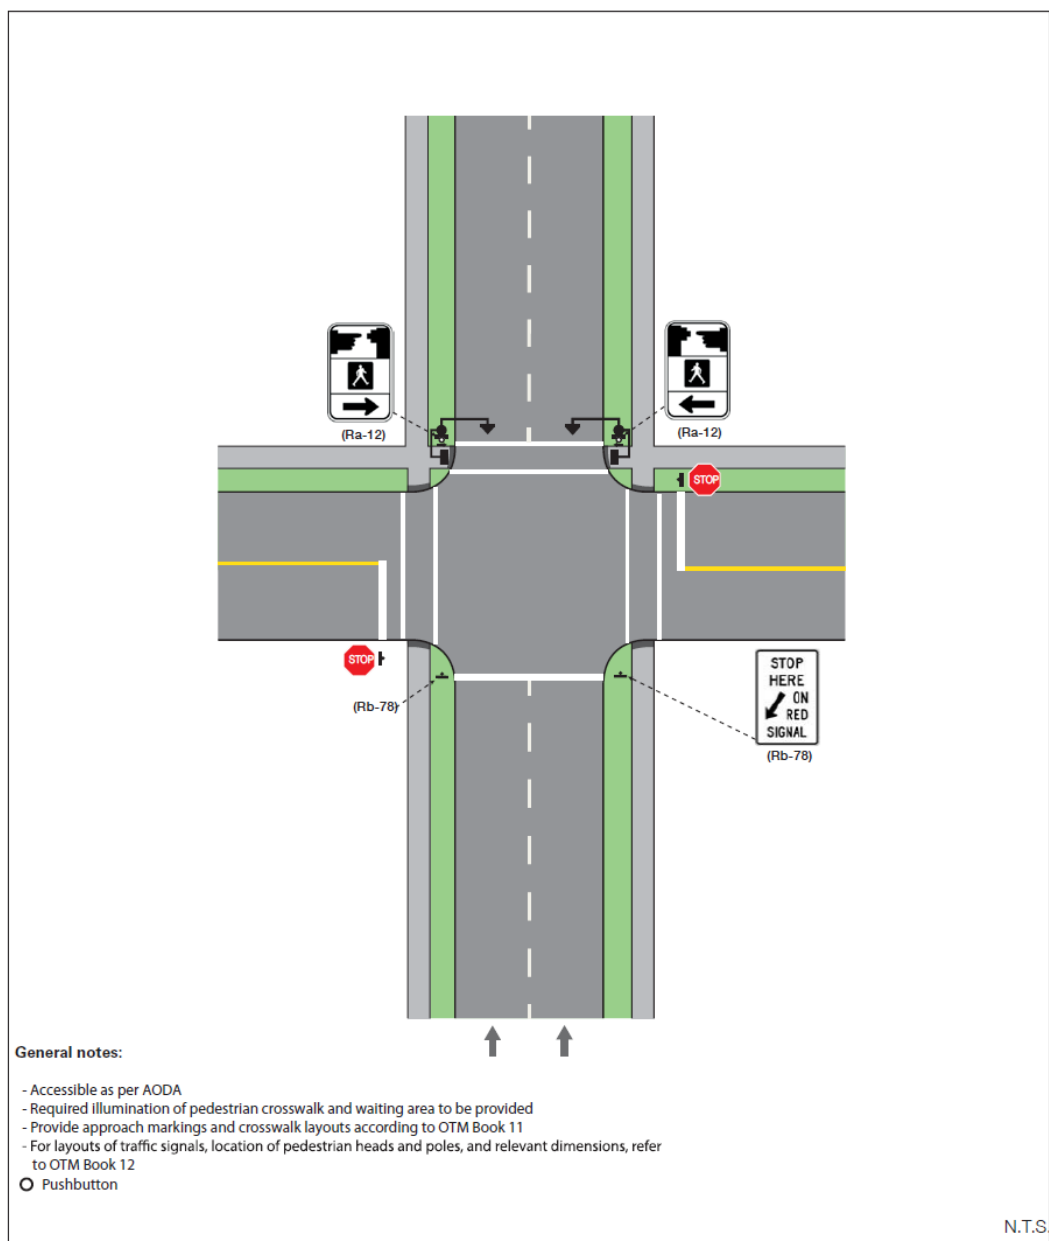 (Ra-12)
(Ra-12)
STOP
STOP
STOP
HERE
ON
RED
SIGNAL
(Rb-78)
(Rb-78)
General notes:
- Accessible as per AODA
- Required illumination of pedestrian crosswalk and waiting area to be provided
- Provide approach markings and crosswalk layouts according to OTM Book 11
- For layouts of traffic signals, location of pedestrian heads and poles, and relevant dimensions, refer
to OTM Book 12
Pushbutton
N.T.S.